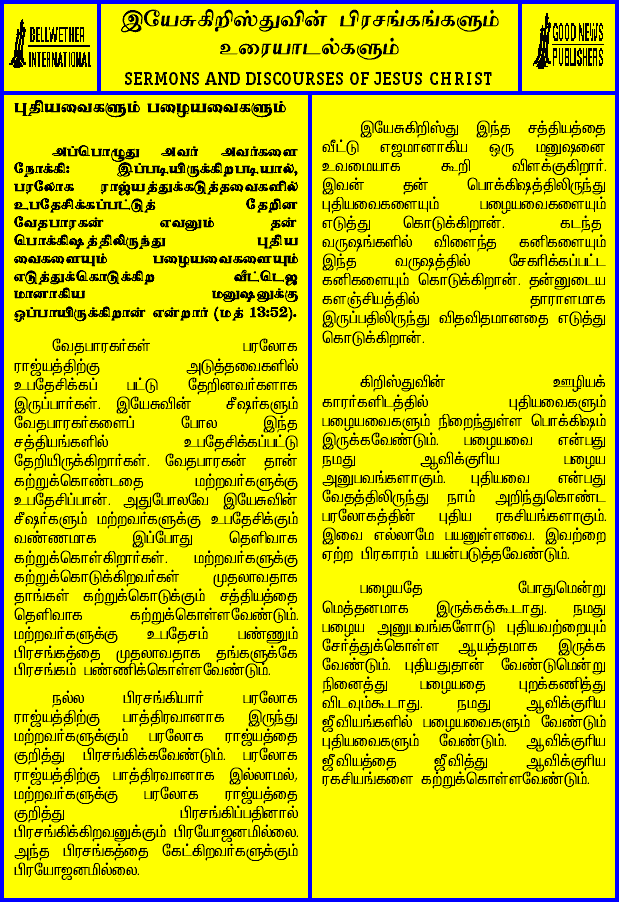 BELLWETHER
INTERNATIONAL
இயேசுகிறிஸ்துவின் பிரசங்கங்களும்
உரையாடல்களும்
SERMONS AND DISCOURSES OF JESUS CHRIST
GOOD NEWS
PUBLISHERS
புதியவைகளும் பழையவைகளும்
அப்பொழுது அவர் அவர்களை
நோக்கி: இப்படியிருக்கிறபடியால்,
பரலோக ராஜ்யத்துக்கடுத்தவைகளில்
உபதேசிக்கப்பட்டுத் தேறின
வேதபாரகன் எவனும் தன்
பொக்கிஷத்திலிருந்து புதிய
வைகளையும் பழையவைகளையும்
எடுத்துக்கொடுக்கிற வீட்டெஜ
மானாகிய மனுஷனுக்கு
ஒப்பாயிருக்கிறான் என்றார் (மத் 13:52).
வேதபாரகர்கள் பரலோக
ராஜ்யத்திற்கு அடுத்தவைகளில்
உபதேசிக்கப் பட்டு தேறினவர்களாக
இருப்பார்கள். இயேசுவின் சீஷர்களும்
வேதபாரகர்களைப் போல இந்த
சத்தியங்களில் உபதேசிக்கப்பட்டு
தேறியிருக்கிறார்கள். வேதபாரகன் தான்
கற்றுக்கொண்டதை மற்றவர்களுக்கு
உபதேசிப்பான். அதுபோலவே இயேசுவின்
சீஷர்களும் மற்றவர்களுக்கு உபதேசிக்கும்
வண்ணமாக இப்போது தெளிவாக
கற்றுக்கொள்கிறார்கள். மற்றவர்களுக்கு
கற்றுக்கொடுக்கிறவர்கள் முதலவதாக
தாங்கள் கற்றுக்கொடுக்கும் சத்தியத்தை
தெளிவாக கற்றுக்கொள்ளவேண்டும்.
மற்றவர்களுக்கு உபதேசம் பண்ணும்
பிரசங்கத்தை முதலவதாக தங்களுக்கே
பிரசங்கம் பண்ணிக்கொள்ளவேண்டும்.
நல்ல பிரசங்கியார் பரலோக
ராஜ்யத்திற்கு பாத்திரவானாக இருந்து
மற்றவர்களுக்கும் பரலோக ராஜ்யத்தை
குறித்து பிரசங்கிக்கவேண்டும். பரலோக
ராஜ்யத்திற்கு பாத்திரவானாக இல்லாமல்,
மற்றவர்களுக்கு பரலோக ராஜ்யத்தை
குறித்து பிரசங்கிப்பதினால்
பிரசங்கிக்கிறவனுக்கும் பிரயோஜனமில்லை.
அந்த பிரசங்கத்தை கேட்கிறவர்களுக்கும்
பிரயோஜனமில்லை.
இயேசுகிறிஸ்து இந்த சத்தியத்தை
வீட்டு எஜமானாகிய ஒரு மனுஷனை
உவமையாக கூறி விளக்குகிறார்.
இவன் தன் பொக்கிஷத்திலிருந்து
புதியவைகளையும் பழையவைகளையும்
எடுத்து கொடுக்கிறான். கடந்த
வருஷங்களில் விளைந்த கனிகளையும்
இந்த வருஷத்தில் சேகரிக்கப்பட்ட
கனிகளையும் கொடுக்கிறான். தன்னுடைய
களஞ்சியத்தில் தாராளமாக
இருப்பதிலிருந்து விதவிதமானதை எடுத்து
கொடுக்கிறான்.
கிறிஸ்துவின் ஊழியக்
காரர்களிடத்தில் புதியவைகளும்
பழையவைகளும் நிறைந்துள்ள பொக்கிஷம்
இருக்கவேண்டும். பழையவை என்பது
நமது ஆவிக்குரிய பழைய
அனுபவங்களாகும். புதியவை என்பது
வேதத்திலிருந்து நாம் அறிந்துகொண்ட
பரலோகத்தின் புதிய ரகசியங்களாகும்.
இவை எல்லாமே பயனுள்ளவை. இவற்றை
ஏற்ற பிரகாரம் பயன்படுத்தவேண்டும்.
பழையதே போதுமென்று
மெத்தனமாக இருக்கக்கூடாது. நமது
பழைய அனுபவங்களோடு புதியவற்றையும்
சேர்த்துக்கொள்ள ஆயத்தமாக இருக்க
வேண்டும். புதியதுதான் வேண்டுமென்று
நினைத்து பழையதை புறக்கணித்து
விடவும்கூடாது. நமது ஆவிக்குரிய
ஜீவியங்களில் பழையவைகளும் வேண்டும்
புதியவைகளும் வேண்டும். ஆவிக்குரிய
ஜீவியத்தை ஜீவித்து ஆவிக்குரிய
ரகசியங்களை கற்றுக்கொள்ளவேண்டும்.